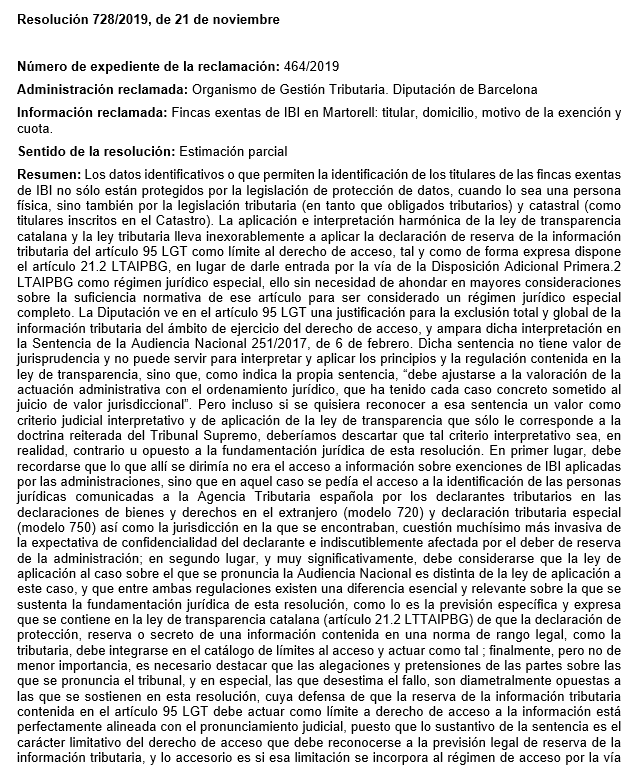 Resolución 728/2019, de 21 de noviembre
Número de expediente de la reclamación: 464/2019
Administración reclamada: Organismo de Gestión Tributaria. Diputación de Barcelona
Información reclamada: Fincas exentas de IBI en Martorell: titular, domicilio, motivo de la exención y
cuota.
Sentido de la resolución: Estimación parcial
Resumen: Los datos identificativos o que permiten la identificación de los titulares de las fincas exentas
de IBI no sólo están protegidos por la legislación de protección de datos, cuando lo sea una persona
física, sino también por la legislación tributaria (en tanto que obligados tributarios) y catastral (como
titulares inscritos en el Catastro). La aplicación e interpretación harmónica de la ley de transparencia
catalana y la ley tributaria lleva inexorablemente a aplicar la declaración de reserva de la información
tributaria del artículo 95 LGT como límite al derecho de acceso, tal y como de forma expresa dispone
el artículo 21.2 LTAIPBG, en lugar de darle entrada por la vía de la Disposición Adicional Primera.2
LTAIPBG como régimen jurídico especial, ello sin necesidad de ahondar en mayores consideraciones
sobre la suficiencia normativa de ese artículo para ser considerado un régimen jurídico especial
completo. La Diputación ve en el artículo 95 LGT una justificación para la exclusión total y global de la
información tributaria del ámbito de ejercicio del derecho de acceso, y ampara dicha interpretación en
la Sentencia de la Audiencia Nacional 251/2017, de 6 de febrero. Dicha sentencia no tiene valor de
jurisprudencia y no puede servir para interpretar y aplicar los principios y la regulación contenida en la
ley de transparencia, sino que, como indica la propia sentencia, “debe ajustarse a la valoración de la
actuación administrativa con el ordenamiento jurídico, que ha tenido cada caso concreto sometido al
juicio de valor jurisdiccional”. Pero incluso si se quisiera reconocer a esa sentencia un valor como
criterio judicial interpretativo y de aplicación de la ley de transparencia que sólo le corresponde a la
doctrina reiterada del Tribunal Supremo, deberíamos descartar que tal criterio interpretativo sea, en
realidad, contrario u opuesto a la fundamentación jurídica de esta resolución. En primer lugar, debe
recordarse que lo que allí se dirimía no era el acceso a información sobre exenciones de IBI aplicadas
por las administraciones, sino que en aquel caso se pedía el acceso a la identificación de las personas
jurídicas comunicadas a la Agencia Tributaria española por los declarantes tributarios en las
declaraciones de bienes y derechos en el extranjero (modelo 720) y declaración tributaria especial
(modelo 750) así como la jurisdicción en la que se encontraban, cuestión muchísimo más invasiva de
la expectativa de confidencialidad del declarante e indiscutiblemente afectada por el deber de reserva
de la administración; en segundo lugar, y muy significativamente, debe considerarse que la ley de
aplicación al caso sobre el que se pronuncia la Audiencia Nacional es distinta de la ley de aplicación a
este caso, y que entre ambas regulaciones existen una diferencia esencial y relevante sobre la que se
sustenta la fundamentación jurídica de esta resolución, como lo es la previsión específica y expresa
que se contiene en la ley de transparencia catalana (artículo 21.2 LTTAIPBG) de que la declaración de
protección, reserva o secreto de una información contenida en una norma de rango legal, como la
tributaria, debe integrarse en el catálogo de límites al acceso y actuar como tal ; finalmente, pero no de
menor importancia, es necesario destacar que las alegaciones y pretensiones de las partes sobre las
que se pronuncia el tribunal, y en especial, las que desestima el fallo, son diametralmente opuestas a
las que se sostienen en esta resolución, cuya defensa de que la reserva de la información tributaria
contenida en el artículo 95 LGT debe actuar como límite a derecho de acceso a la información está
perfectamente alineada con el pronunciamiento judicial, puesto que lo sustantivo de la sentencia es el
carácter limitativo del derecho de acceso que debe reconocerse a la previsión legal de reserva de la
información tributaria, y lo accesorio es si esa limitación se incorpora al régimen de acceso por la vía